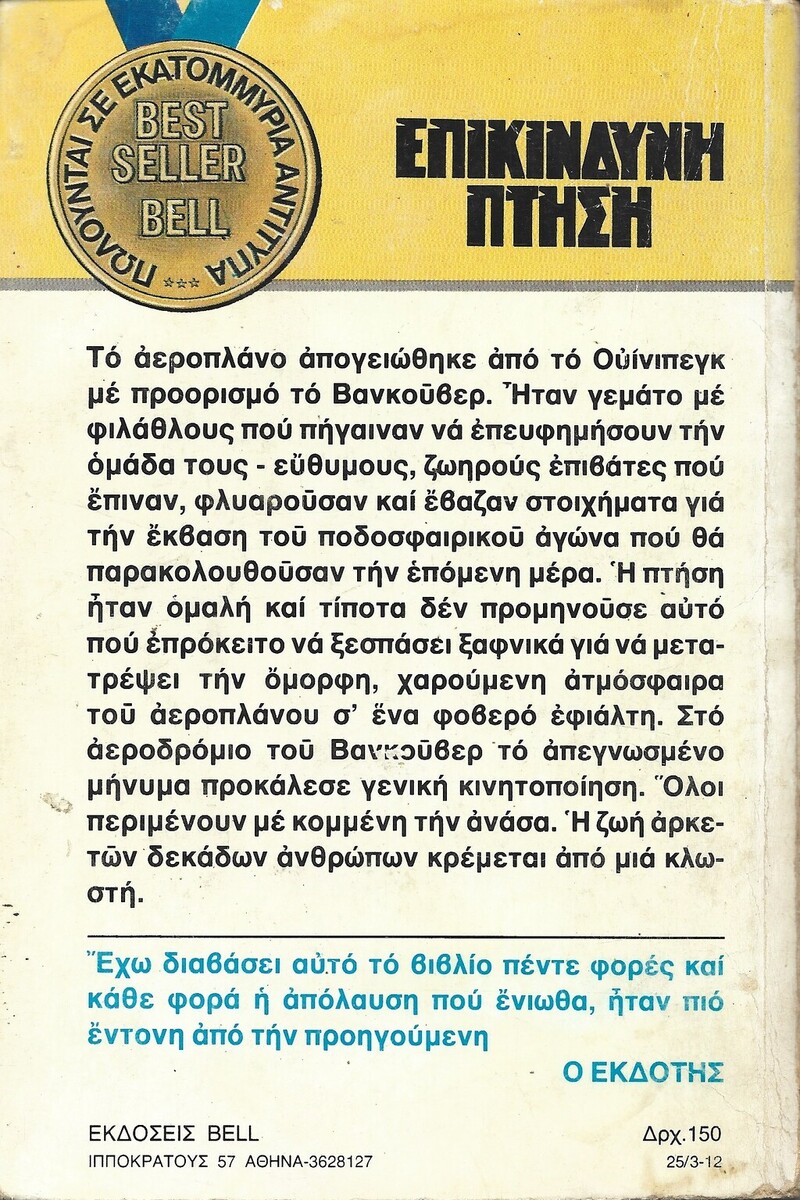 ΠΩΛΟΥΝΤΑΙ ΣΕ ΕΚΑΤΟΜΜΥΡΙΑ ΑΝΤΙΤΥΠΑ
BEST
SELLER
BELL
ΕΠΙΚΙΝΔΥΝΗ
ΠΤΗΣΗ
Τό ἀεροπλάνο ἀπογειώθηκε ἀπό τό Οὐίνιπεγκ
μέ προορισμό τό Βανκοῦβερ. Ἦταν γεμάτο μέ
φιλάθλους πού πήγαιναν νά ἐπευφημήσουν τήν
ὁμάδα τους - εὔθυμους, ζωηρούς ἐπιβάτες πού
ἔπιναν, φλυαροῦσαν καί ἔβαζαν στοιχήματα γιά
τήν ἔκβαση τοῦ ποδοσφαιρικοῦ ἀγώνα πού θά
παρακολουθοῦσαν τήν ἑπόμενη μέρα. Ἡ πτήση
ἦταν ὁμαλή καί τίποτα δέν προμηνοῦσε αὐτό
πού ἐπρόκειτο νά ξεσπάσει ξαφνικά γιά νά μετα-
τρέψει τήν ὄμορφη, χαρούμενη ἀτμόσφαιρα
τοῦ ἀεροπλάνου σ' ἕνα φοβερό ἐφιάλτη. Στό
ἀεροδρόμιο τοῦ Βανκοῦβερ τό ἀπεγνωσμένο
μήνυμα προκάλεσε γενική κινητοποίηση. Ὅλοι
περιμένουν μέ κομμένη τήν ἀνάσα. Ἡ ζωή ἀρκε-
τῶν δεκάδων ἀνθρώπων κρέμεται ἀπό μιά κλω-
στή.
Ἔχω διαβάσει αὐτό τό βιβλίο πέντε φορές καί
κάθε φορά ἡ ἀπόλαυση πού ἔνιωθα, ἦταν πιό
ἔντονη ἀπό τήν προηγούμενη
Ο ΕΚΔΟΤΗΣ
ΕΚΔΟΣΕΙΣ BELL
Δρχ.150
ΙΠΠΟΚΡΑΤΟΥΣ 57 ΑΘΗΝΑ-3628127
25/3-12